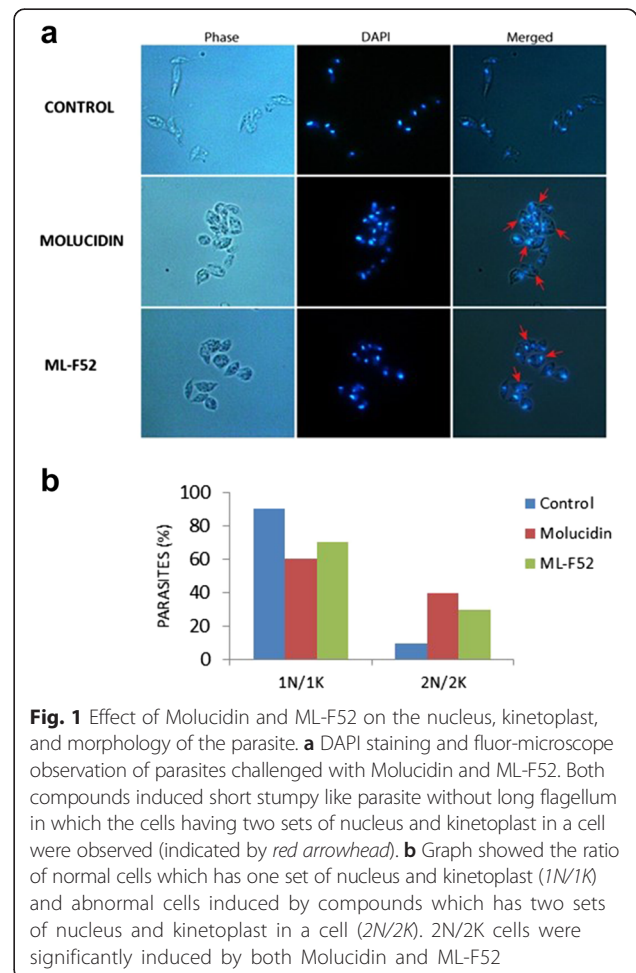 a
Phase DAPI Merged
CONTROL
MOLUCIDIN
ML-F52
b
PARASITES (%)
100
80
60
40
20
0
1N/1K 2N/2K
Control
Molucidin
ML-F52
Fig. 1 Effect of Molucidin and ML-F52 on the nucleus, kinetoplast,
and morphology of the parasite. a DAPI staining and fluor-microscope
observation of parasites challenged with Molucidin and ML-F52. Both
compounds induced short stumpy like parasite without long flagellum
in which the cells having two sets of nucleus and kinetoplast in a cell
were observed (indicated by red arrowhead). b Graph showed the ratio
of normal cells which has one set of nucleus and kinetoplast (1N/1K)
and abnormal cells induced by compounds which has two sets
of nucleus and kinetoplast in a cell (2N/2K). 2N/2K cells were
significantly induced by both Molucidin and ML-F52